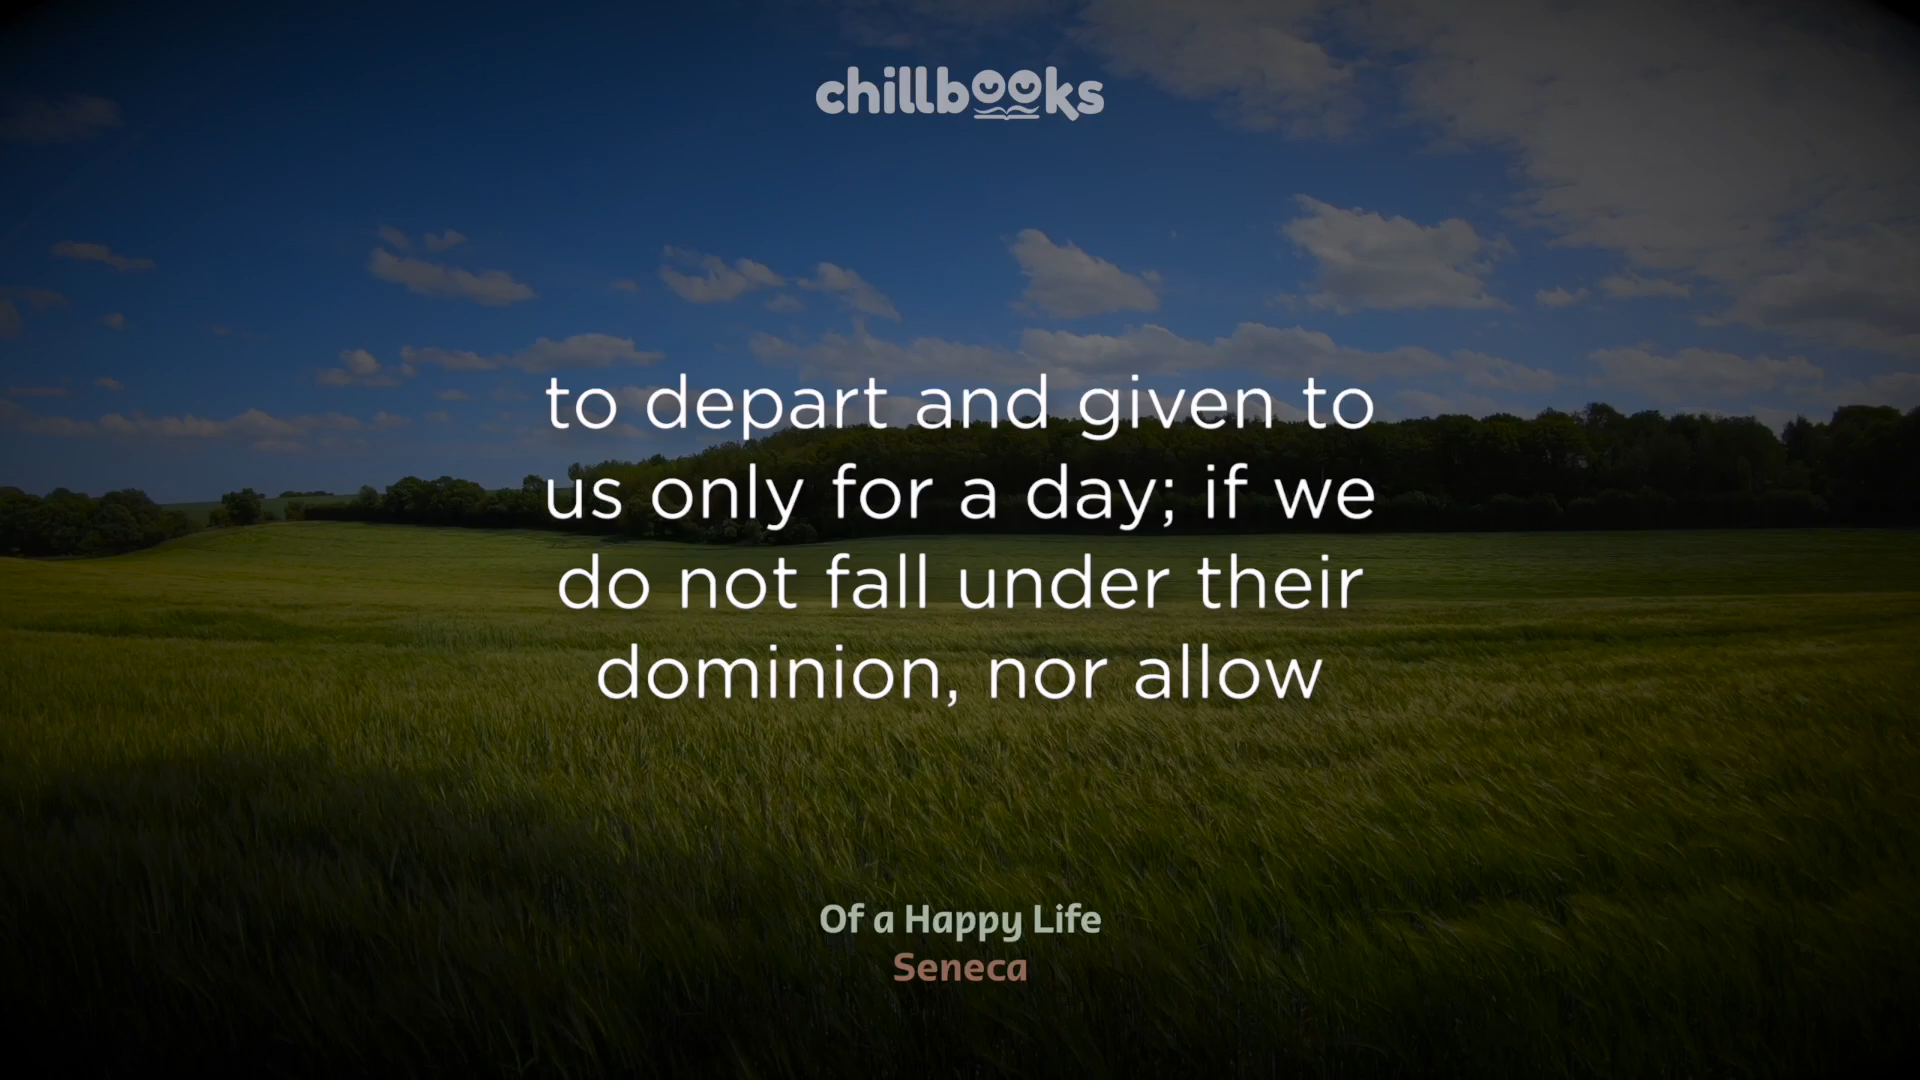 chillbooks
to depart and given to
us only for a day; if we
do not fall under their
dominion, nor allow
Of a Happy Life
Seneca